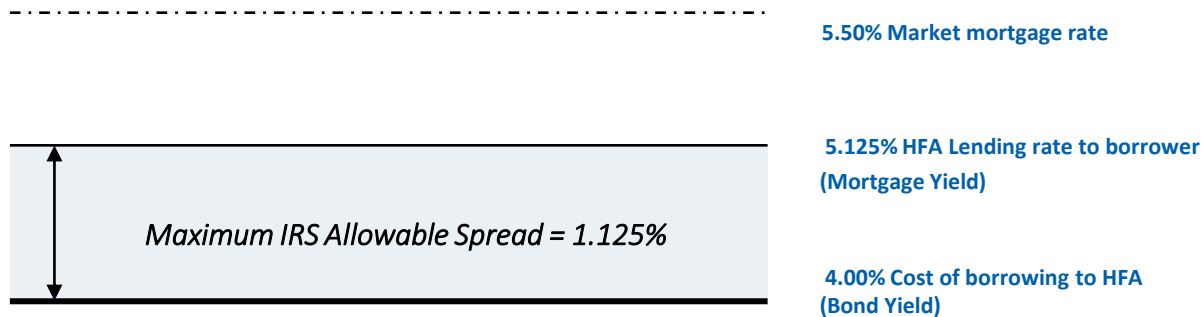 5.50% Market mortgage rate
5.125% HFA Lending rate to borrower
(Mortgage Yield)
Maximum IRS Allowable Spread = 1.125%
4.00% Cost of borrowing to HFA
(Bond Yield)